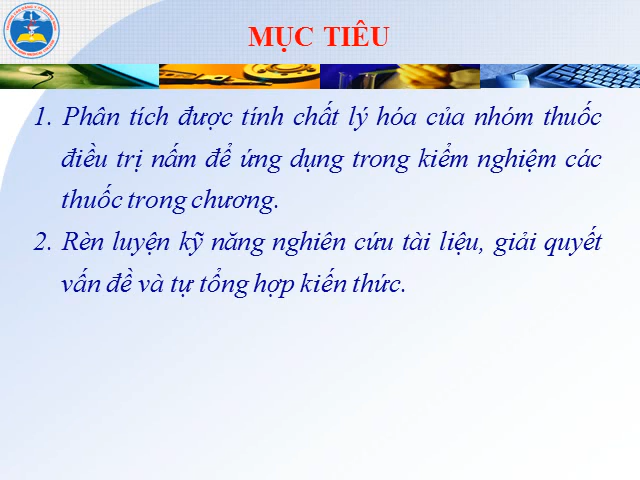 MỤC TIÊU
1. Phân tích được tính chất lý hóa của nhóm thuốc
điều trị nấm để ứng dụng trong kiểm nghiệm các
thuốc trong chương.
2. Rèn luyện kỹ năng nghiên cứu tài liệu, giải quyết
vấn đề và tự tổng hợp kiến thức.